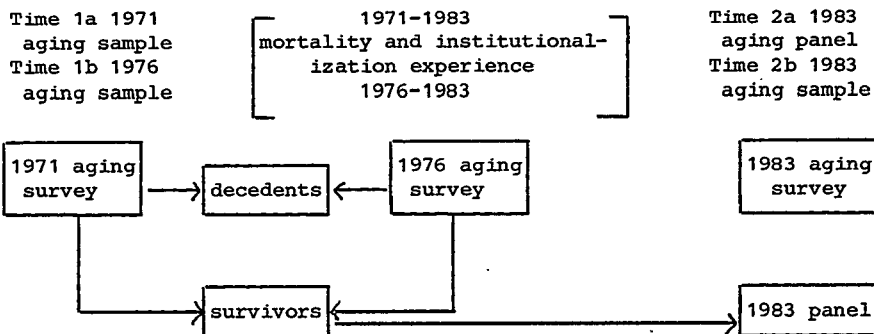 Time 1a 1971
aging sample
Time 1b 1976
aging sample
1971-1983
mortality and institutional-
ization experience
1976-1983
Time 2a 1983
aging panel
Time 2b 1983
aging sample
1971 aging
survey
decedents
1976 aging
survey
1983 aging
survey
survivors
1983 panel